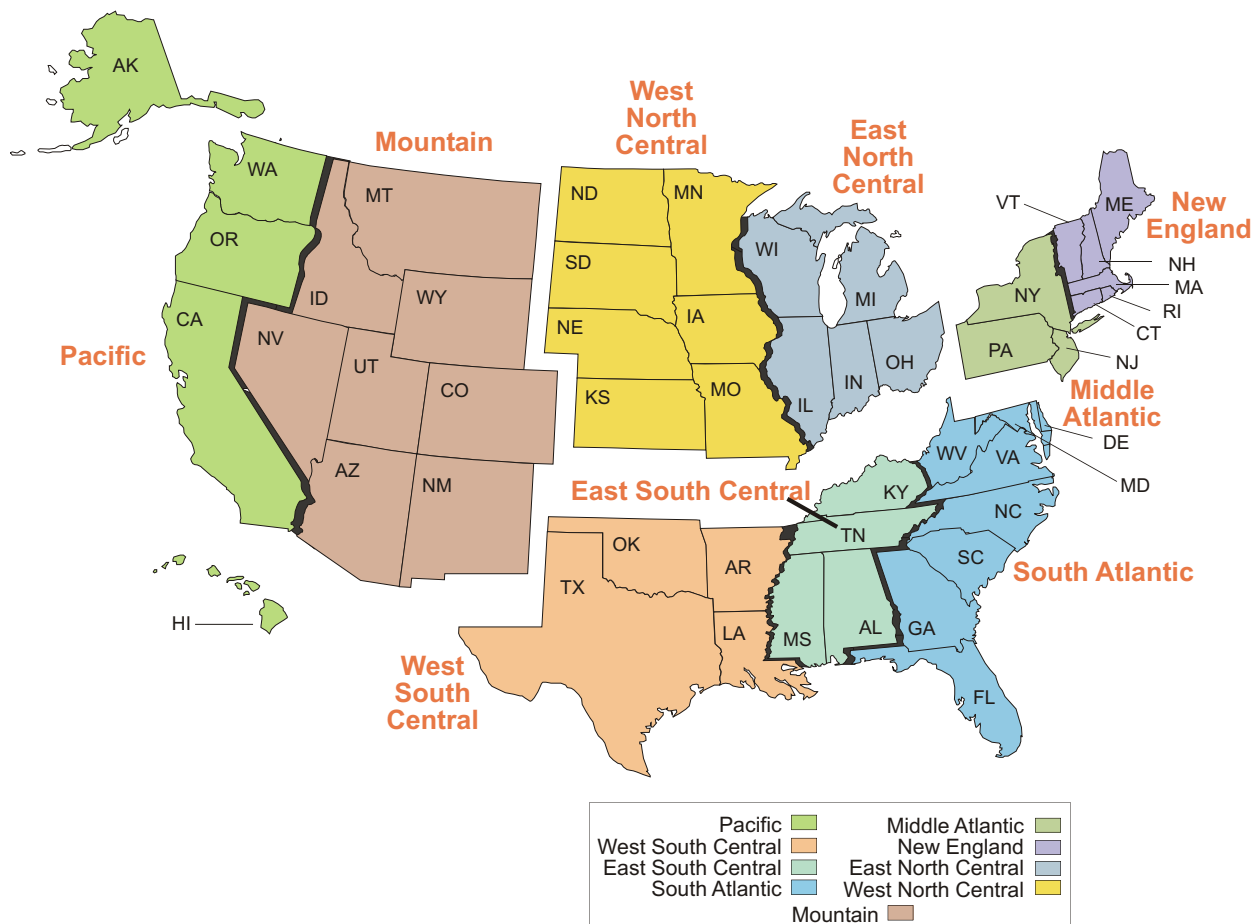 AK
West
North
Central
East
North
Central
Mountain
WA
MT
ND
MN
VT
ME
New
England
OR
SD
WI
NH
ID
WY
MI
NY
MA
RI
CA
NV
NE
IA
CT
Pacific
UT
CO
KS
MO
IL
IN
OH
PA
NJ
Middle
Atlantic
DE
WV
VA
MD
AZ
NM
East South Central
KY
NC
OK
TN
TX
AR
SC
South Atlantic
HI
LA
MS
AL
GA
West
South
Central
FL
Pacific
Middle Atlantic
West South Central
New England
East South Central
East North Central
South Atlantic
West North Central
Mountain